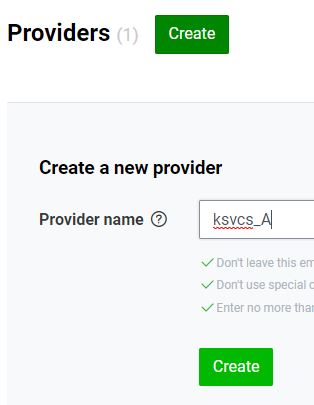 Providers (1) Create
Create a new provider
Provider name ? ksvcs_A
Don't leave this em
Don't use special c
Enter no more than
Create